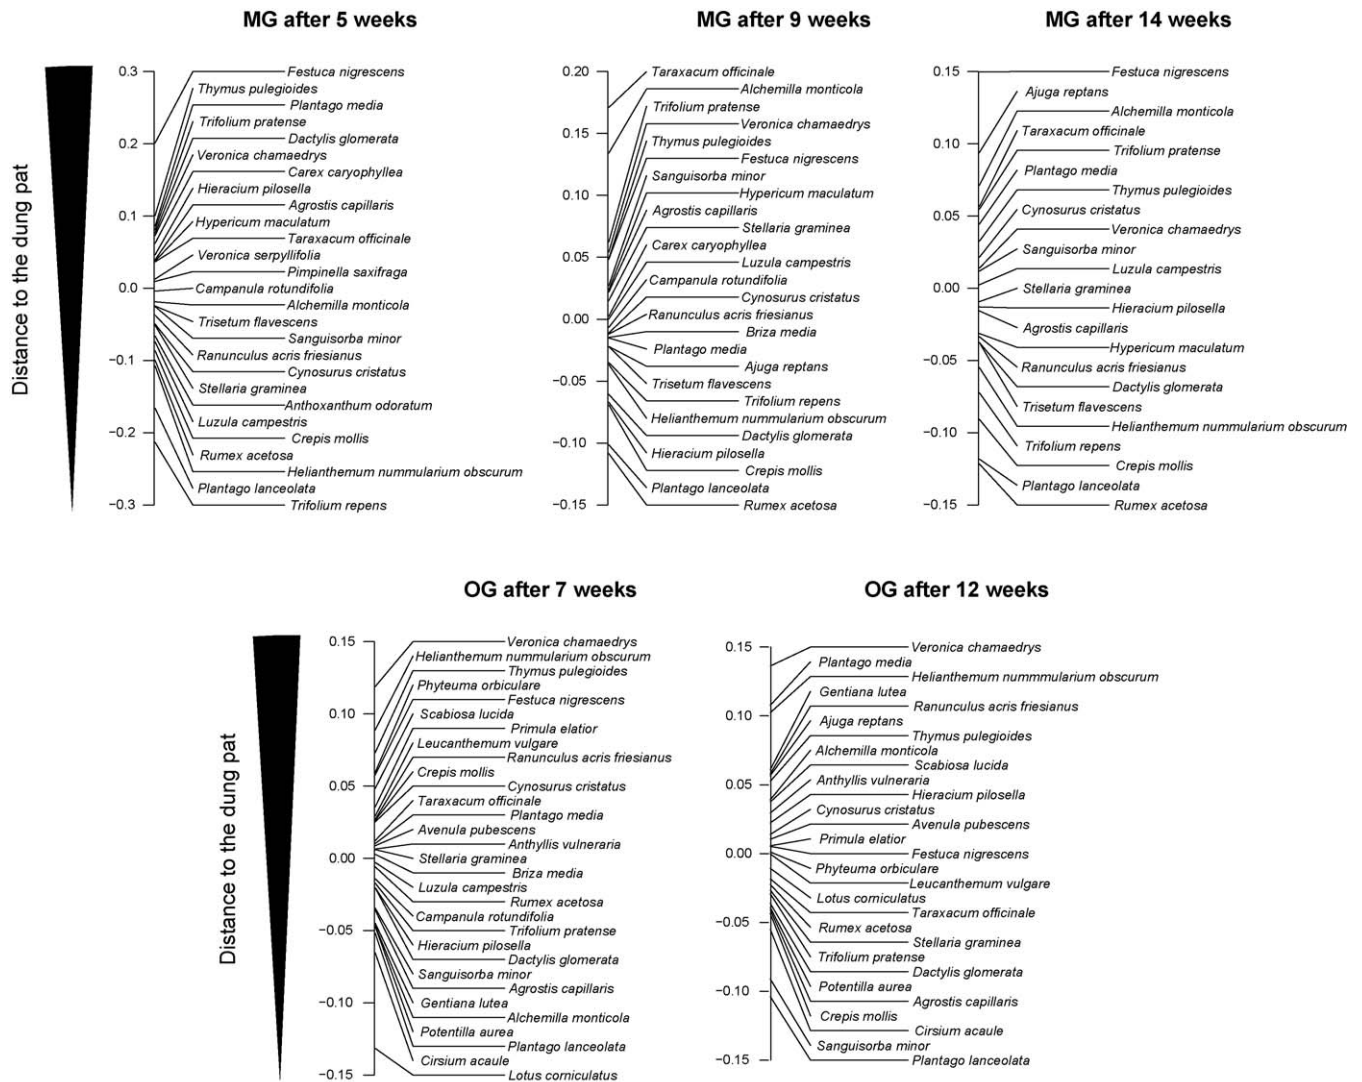 MG after 5 weeks
Distance to the dung pat
0.3
0.2
0.1
0.0
−0.1
−0.2
−0.3
Festuca nigrescens
Thymus pulegioides
Plantago media
Trifolium pratense
Dactylis glomerata
Veronica chamaedrys
Carex caryophyllea
Hieracium pilosella
Agrostis capillaris
Hypericum maculatum
Taraxacum officinale
Veronica serpyllifolia
Pimpinella saxifraga
Campanula rotundifolia
Alchemilla monticola
Trisetum flavescens
Sanguisorba minor
Ranunculus acris friesianus
Cynosurus cristatus
Stellaria graminea
Anthoxanthum odoratum
Luzula campestris
Crepis mollis
Rumex acetosa
Helianthemum nummularium obscurum
Plantago lanceolata
Trifolium repens
MG after 9 weeks
0.20
0.15
0.10
0.05
0.00
−0.05
−0.10
−0.15
Taraxacum officinale
Alchemilla monticola
Trifolium pratense
Veronica chamaedrys
Thymus pulegioides
Festuca nigrescens
Sanguisorba minor
Hypericum maculatum
Agrostis capillaris
Stellaria graminea
Carex caryophyllea
Luzula campestris
Campanula rotundifolia
Cynosurus cristatus
Ranunculus acris friesianus
Briza media
Plantago media
Ajuga reptans
Trisetum flavescens
Trifolium repens
Helianthemum nummularium obscurum
Dactylis glomerata
Hieracium pilosella
Crepis mollis
Plantago lanceolata
Rumex acetosa
MG after 14 weeks
0.15
0.10
0.05
0.00
−0.05
−0.10
−0.15
Festuca nigrescens
Ajuga reptans
Alchemilla monticola
Taraxacum officinale
Trifolium pratense
Plantago media
Thymus pulegioides
Cynosurus cristatus
Veronica chamaedrys
Sanguisorba minor
Luzula campestris
Stellaria graminea
Hieracium pilosella
Agrostis capillaris
Hypericum maculatum
Ranunculus acris friesianus
Dactylis glomerata
Trisetum flavescens
Helianthemum nummularium obscurum
Trifolium repens
Crepis mollis
Plantago lanceolata
Rumex acetosa
OG after 7 weeks
Distance to the dung pat
0.15
0.10
0.05
0.00
−0.05
−0.10
−0.15
Veronica chamaedrys
Helianthemum nummularium obscurum
Thymus pulegioides
Phyteuma orbiculare
Festuca nigrescens
Scabiosa lucida
Primula elatior
Leucanthemum vulgare
Ranunculus acris friesianus
Crepis mollis
Cynosurus cristatus
Taraxacum officinale
Plantago media
Avenula pubescens
Anthyllis vulneraria
Stellaria graminea
Briza media
Luzula campestris
Rumex acetosa
Campanula rotundifolia
Trifolium pratense
Hieracium pilosella
Dactylis glomerata
Sanguisorba minor
Agrostis capillaris
Gentiana lutea
Alchemilla monticola
Potentilla aurea
Plantago lanceolata
Cirsium acaule
Lotus corniculatus
OG after 12 weeks
0.15
0.10
0.05
0.00
−0.05
−0.10
−0.15
Veronica chamaedrys
Plantago media
Helianthemum nummmularium obscurum
Gentiana lutea
Ranunculus acris friesianus
Ajuga reptans
Thymus pulegioides
Alchemilla monticola
Scabiosa lucida
Anthyllis vulneraria
Hieracium pilosella
Cynosurus cristatus
Avenula pubescens
Primula elatior
Festuca nigrescens
Phyteuma orbiculare
Leucanthemum vulgare
Lotus corniculatus
Taraxacum officinale
Rumex acetosa
Stellaria graminea
Trifolium pratense
Dactylis glomerata
Potentilla aurea
Agrostis capillaris
Crepis mollis
Cirsium acaule
Sanguisorba minor
Plantago lanceolata